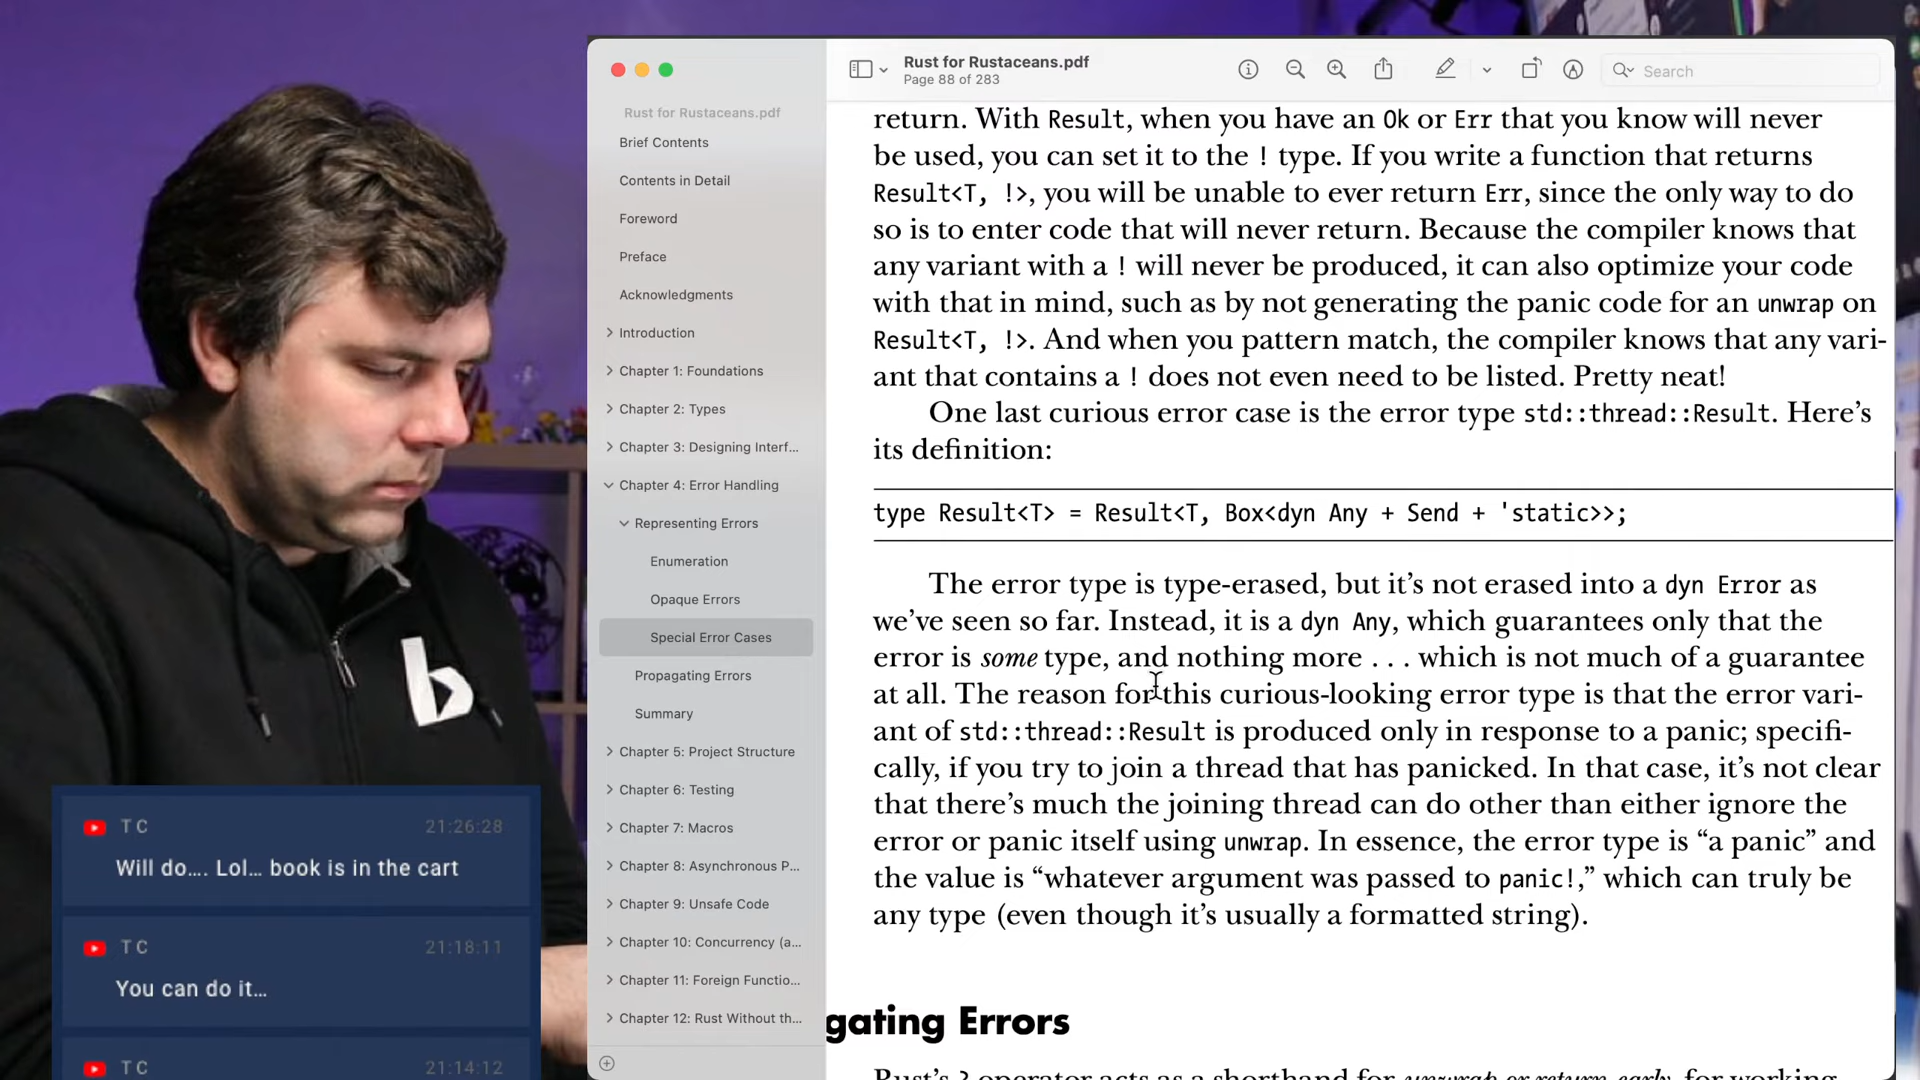 Rust for Rustaceans.pdf
Page 88 of 283
Search
Rust for Rustaceans.pdf
Brief Contents
Contents in Detail
Foreword
Preface
Acknowledgments
Introduction
Chapter 1: Foundations
Chapter 2: Types
Chapter 3: Designing Interf...
Chapter 4: Error Handling
Representing Errors
Enumeration
Opaque Errors
Special Error Cases
Propagating Errors
Summary
Chapter 5: Project Structure
Chapter 6: Testing
Chapter 7: Macros
Chapter 8: Asynchronous P...
Chapter 9: Unsafe Code
Chapter 10: Concurrency (a...
Chapter 11: Foreign Functio...
Chapter 12: Rust Without th...
return. With Result, when you have an Ok or Err that you know will never
be used, you can set it to the ! type. If you write a function that returns
Result<T, !>, you will be unable to ever return Err, since the only way to do
so is to enter code that will never return. Because the compiler knows that
any variant with a ! will never be produced, it can also optimize your code
with that in mind, such as by not generating the panic code for an unwrap on
Result<T, !>. And when you pattern match, the compiler knows that any vari-
ant that contains a ! does not even need to be listed. Pretty neat!
One last curious error case is the error type std::thread::Result. Here’s
its definition:
type Result<T> = Result<T, Box<dyn Any + Send + 'static>>;
The error type is type-erased, but it’s not erased into a dyn Error as
we’ve seen so far. Instead, it is a dyn Any, which guarantees only that the
error is some type, and nothing more . . . which is not much of a guarantee
at all. The reason for this curious-looking error type is that the error vari-
ant of std::thread::Result is produced only in response to a panic; specifi-
cally, if you try to join a thread that has panicked. In that case, it’s not clear
that there’s much the joining thread can do other than either ignore the
error or panic itself using unwrap. In essence, the error type is “a panic” and
the value is “whatever argument was passed to panic!,” which can truly be
any type (even though it’s usually a formatted string).
gating Errors
Rust’s ? operator acts as a shorthand for unwrap or return early, for working
T C 21:26:28
Will do.... Lol... book is in the cart
T C 21:18:11
You can do it...
T C 21:14:12
b